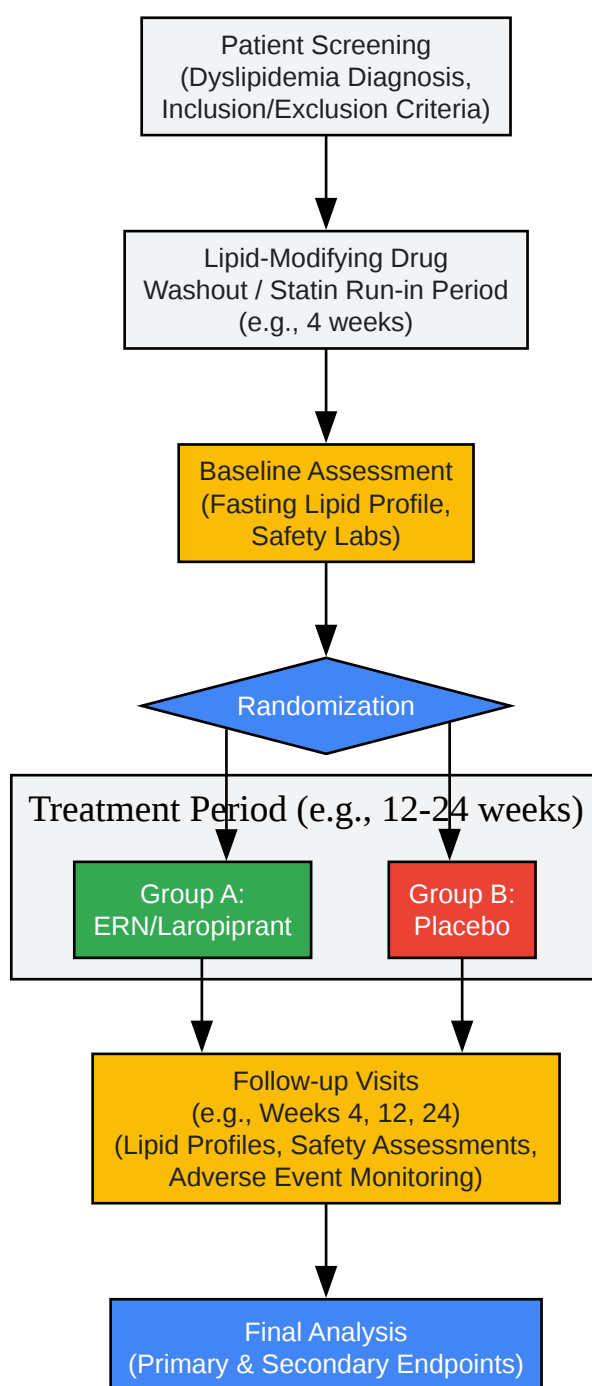 Patient Screening
(Dyslipidemia Diagnosis,
Inclusion/Exclusion Criteria)
Lipid-Modifying Drug
Washout / Statin Run-in Period
(e.g., 4 weeks)
Baseline Assessment
(Fasting Lipid Profile,
Safety Labs)
Randomization
Treatment Period (e.g., 12-24 weeks)
Group A:
ERN/Laropiprant
Group B:
Placebo
Follow-up Visits
(e.g., Weeks 4, 12, 24)
(Lipid Profiles, Safety Assessments,
Adverse Event Monitoring)
Final Analysis
(Primary & Secondary Endpoints)